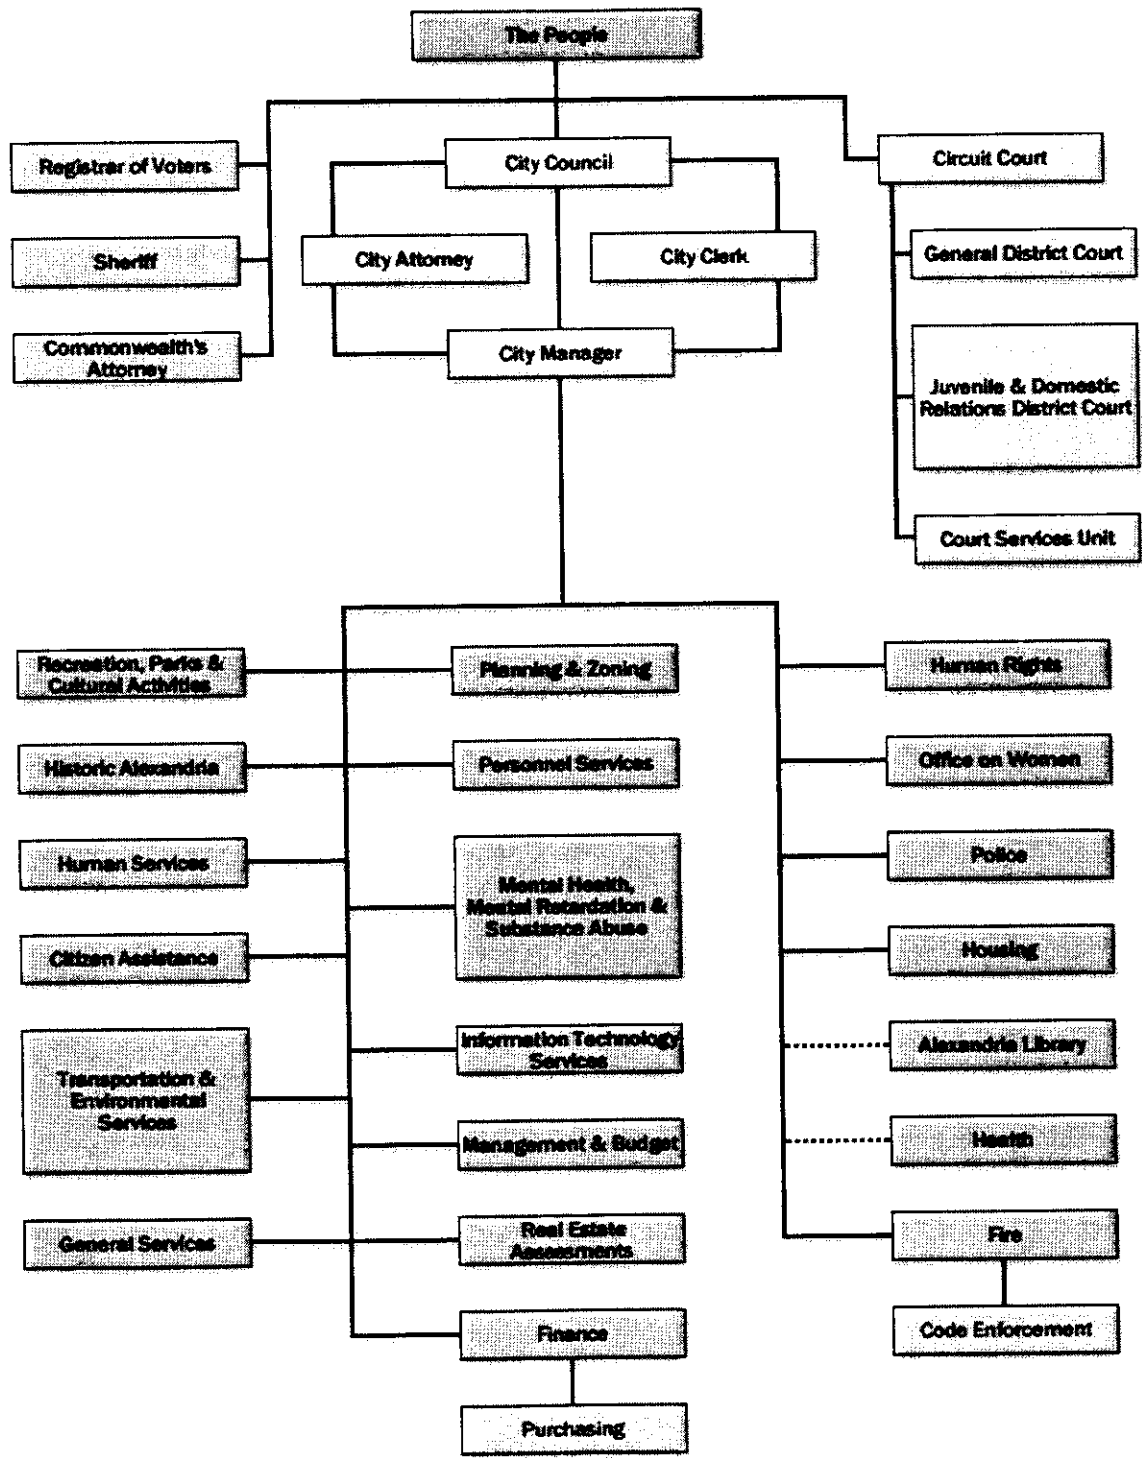 The People
Registrar of Voters
City Council
Circuit Court
Sheriff
City Attorney
City Clerk
General District Court
Commonwealth's
Attorney
City Manager
Juvenile & Domestic
Relations District Court
Court Services Unit
Recreation, Parks &
Cultural Activities
Planning & Zoning
Human Rights
Historic Alexandria
Personnel Services
Office on Women
Human Services
Mental Health,
Mental Retardation &
Substance Abuse
Police
Citizen Assistance
Housing
Transportation &
Environmental
Services
Information Technology
Services
Alexandria Library
Management & Budget
Health
General Services
Real Estate
Assessments
Fire
Finance
Code Enforcement
Purchasing